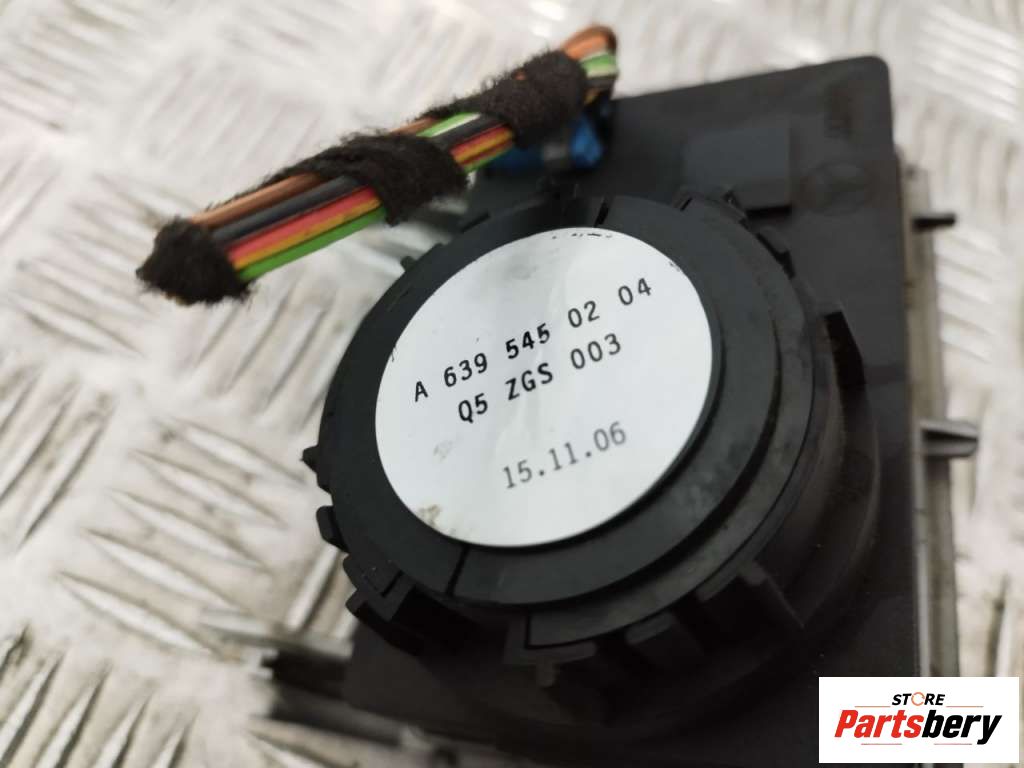 A 639 545 02 04
Q5 ZGS 003
15.11.06
STORE
Partsbery